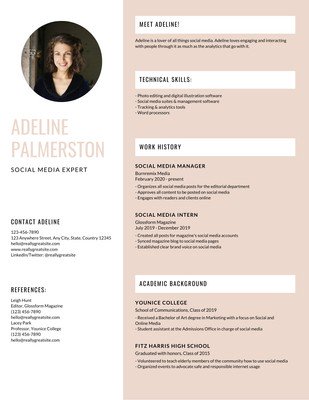 ADELINE
PALMERSTON
SOCIAL MEDIA EXPERT
CONTACT ADELINE
123-456-7890
123 Anywhere Street, Any City, State, Country 12345
hello@reallygreatsite.com
www.reallygreatsite.com
LinkedIn/Twitter: @reallygreatsite
REFERENCES:
Leigh Hunt
Editor, Glossform Magazine
(123) 456 7890
hello@reallygreatsite.com
Lacey Park
Professor, Younice College
(123) 456 7890
hello@reallygreatsite.com
MEET ADELINE!
Adeline is a lover of all things social media. Adeline loves engaging and interacting
with people through it as much as the analytics that go with it.
TECHNICAL SKILLS:
- Photo editing and digital illustration software
- Social media suites & management software
- Tracking & analytics tools
- Word processors
WORK HISTORY
SOCIAL MEDIA MANAGER
Bornremis Media
February 2020 - present
- Organizes all social media posts for the editorial department
- Approves all content to be posted on social media
- Engages with readers and clients online
SOCIAL MEDIA INTERN
Glossform Magazine
July 2019 - December 2019
- Created all posts for magazine's social media accounts
- Synced magazine blog to social media pages
- Established clear brand voice on social media
ACADEMIC BACKGROUND
YOUNICE COLLEGE
School of Communications, Class of 2019
- Received a Bachelor of Art degree in Marketing with a focus on Social and
Online Media
- Student assistant at the Admissions Office in charge of social media
FITZ HARRIS HIGH SCHOOL
Graduated with honors, Class of 2015
- Volunteered to teach elderly members of the community how to use social media
- Organized events to advocate safe and responsible internet usage